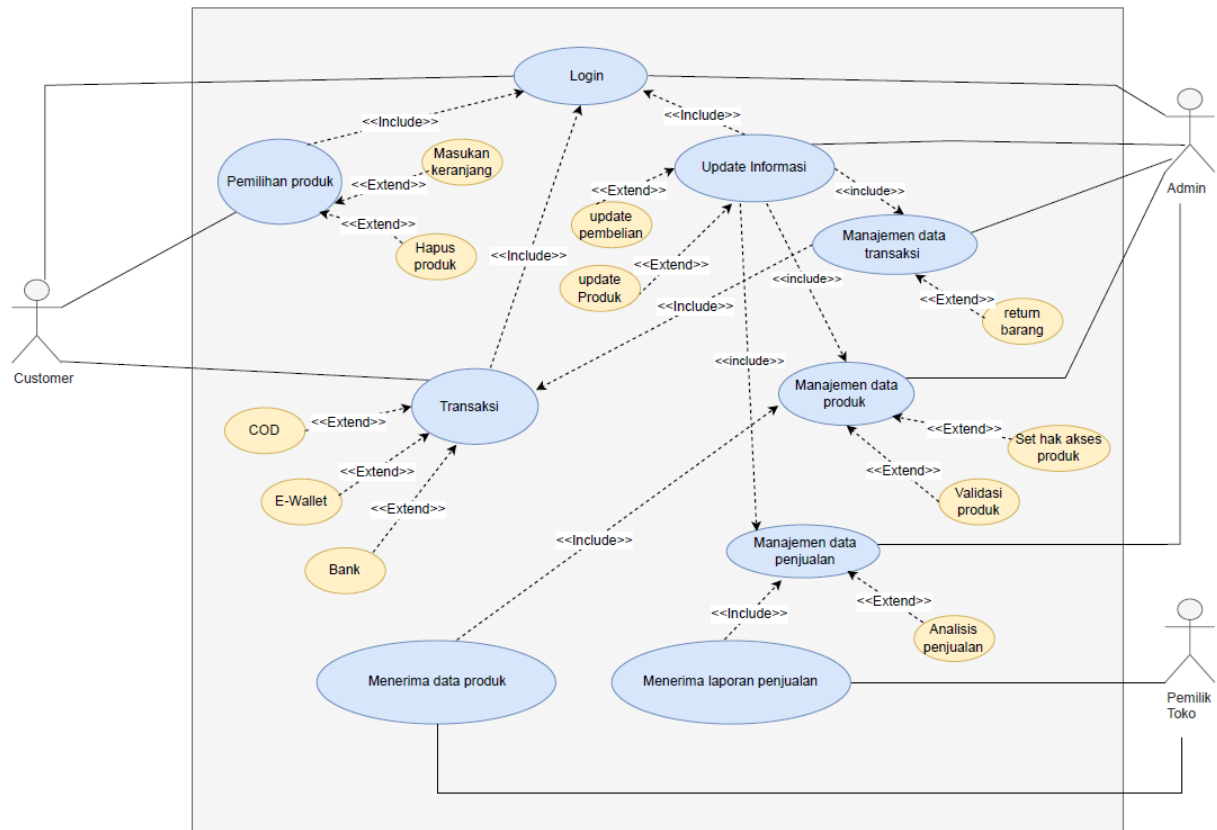 Login
<<Include>>
<<Include>>
Masukan
keranjang
Pemilihan produk
<<Extend>>
Update Informasi
<<Extend>>
<<include>>
Admin
<<Extend>>
update
pembelian
Hapus
produk
Manajemen data
transaksi
<<Include>>
<<Extend>>
<<include>>
update
Produk
<<Include>>
<<Extend>>
return
barang
Customer
<<include>>
Transaksi
Manajemen data
produk
COD
<<Extend>>
<<Extend>>
Set hak akses
produk
<<Extend>>
<<Extend>>
E-Wallet
Validasi
produk
<<Extend>>
<<Include>>
Manajemen data
penjualan
Bank
<<Include>>
<<Extend>>
Analisis
penjualan
Menerima data produk
Menerima laporan penjualan
Pemilik
Toko